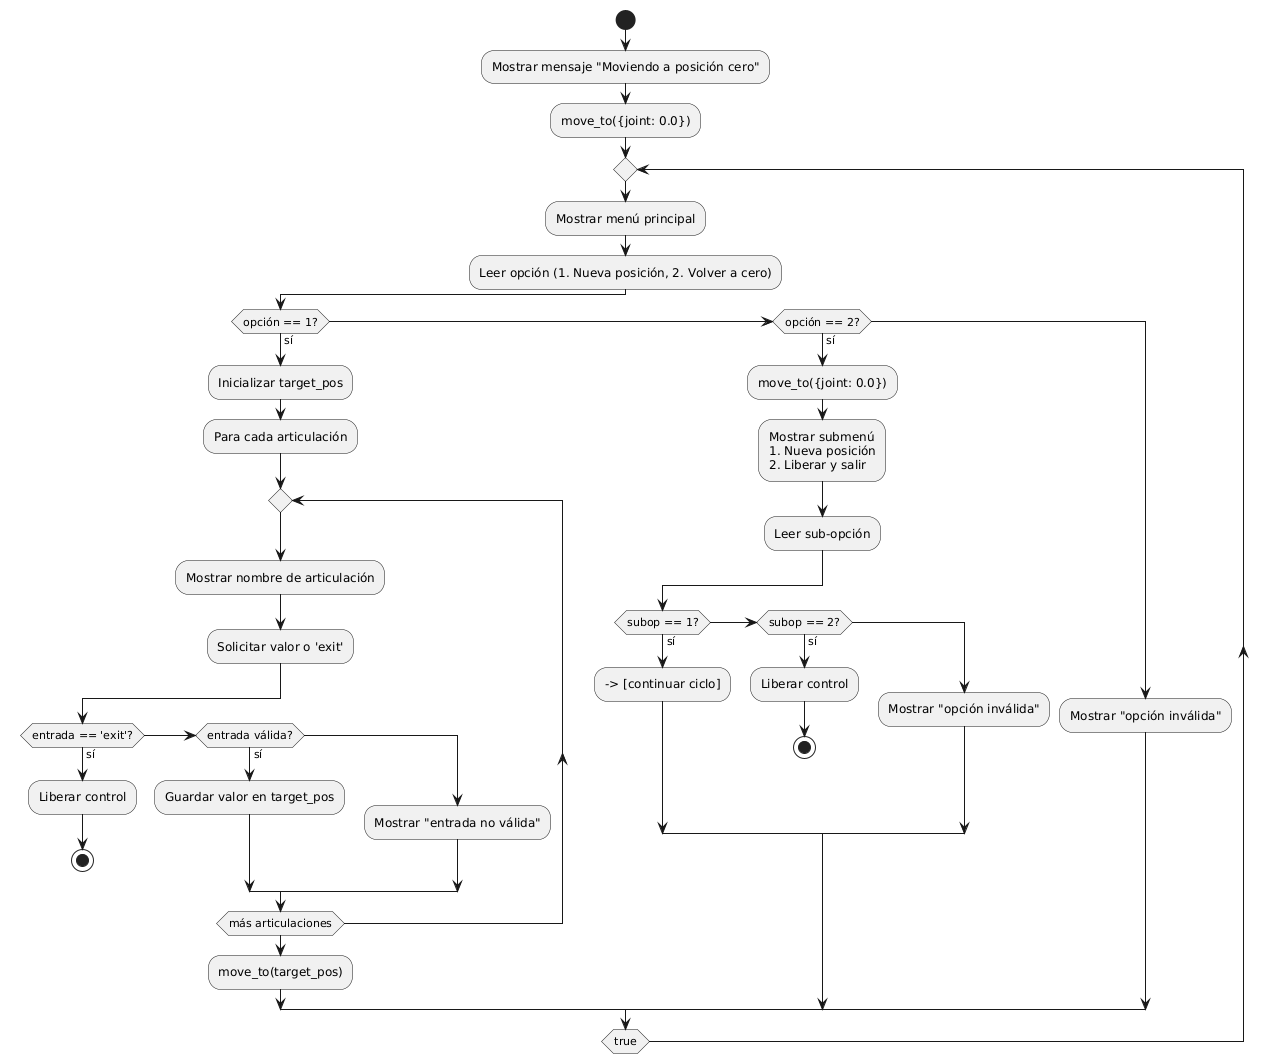 Mostrar mensaje "Moviendo a posición cero"
move_to({joint: 0.0})
Mostrar menú principal
Leer opción (1. Nueva posición, 2. Volver a cero)
opción == 1?
sí
Inicializar target_pos
Para cada articulación
Mostrar nombre de articulación
Solicitar valor o 'exit'
entrada == 'exit'?
sí
Liberar control
entrada válida?
sí
Guardar valor en target_pos
Mostrar "entrada no válida"
más articulaciones
move_to(target_pos)
opción == 2?
sí
move_to({joint: 0.0})
Mostrar submenú
1. Nueva posición
2. Liberar y salir
Leer sub-opción
subop == 1?
sí
-> [continuar ciclo]
subop == 2?
sí
Liberar control
Mostrar "opción inválida"
Mostrar "opción inválida"
true